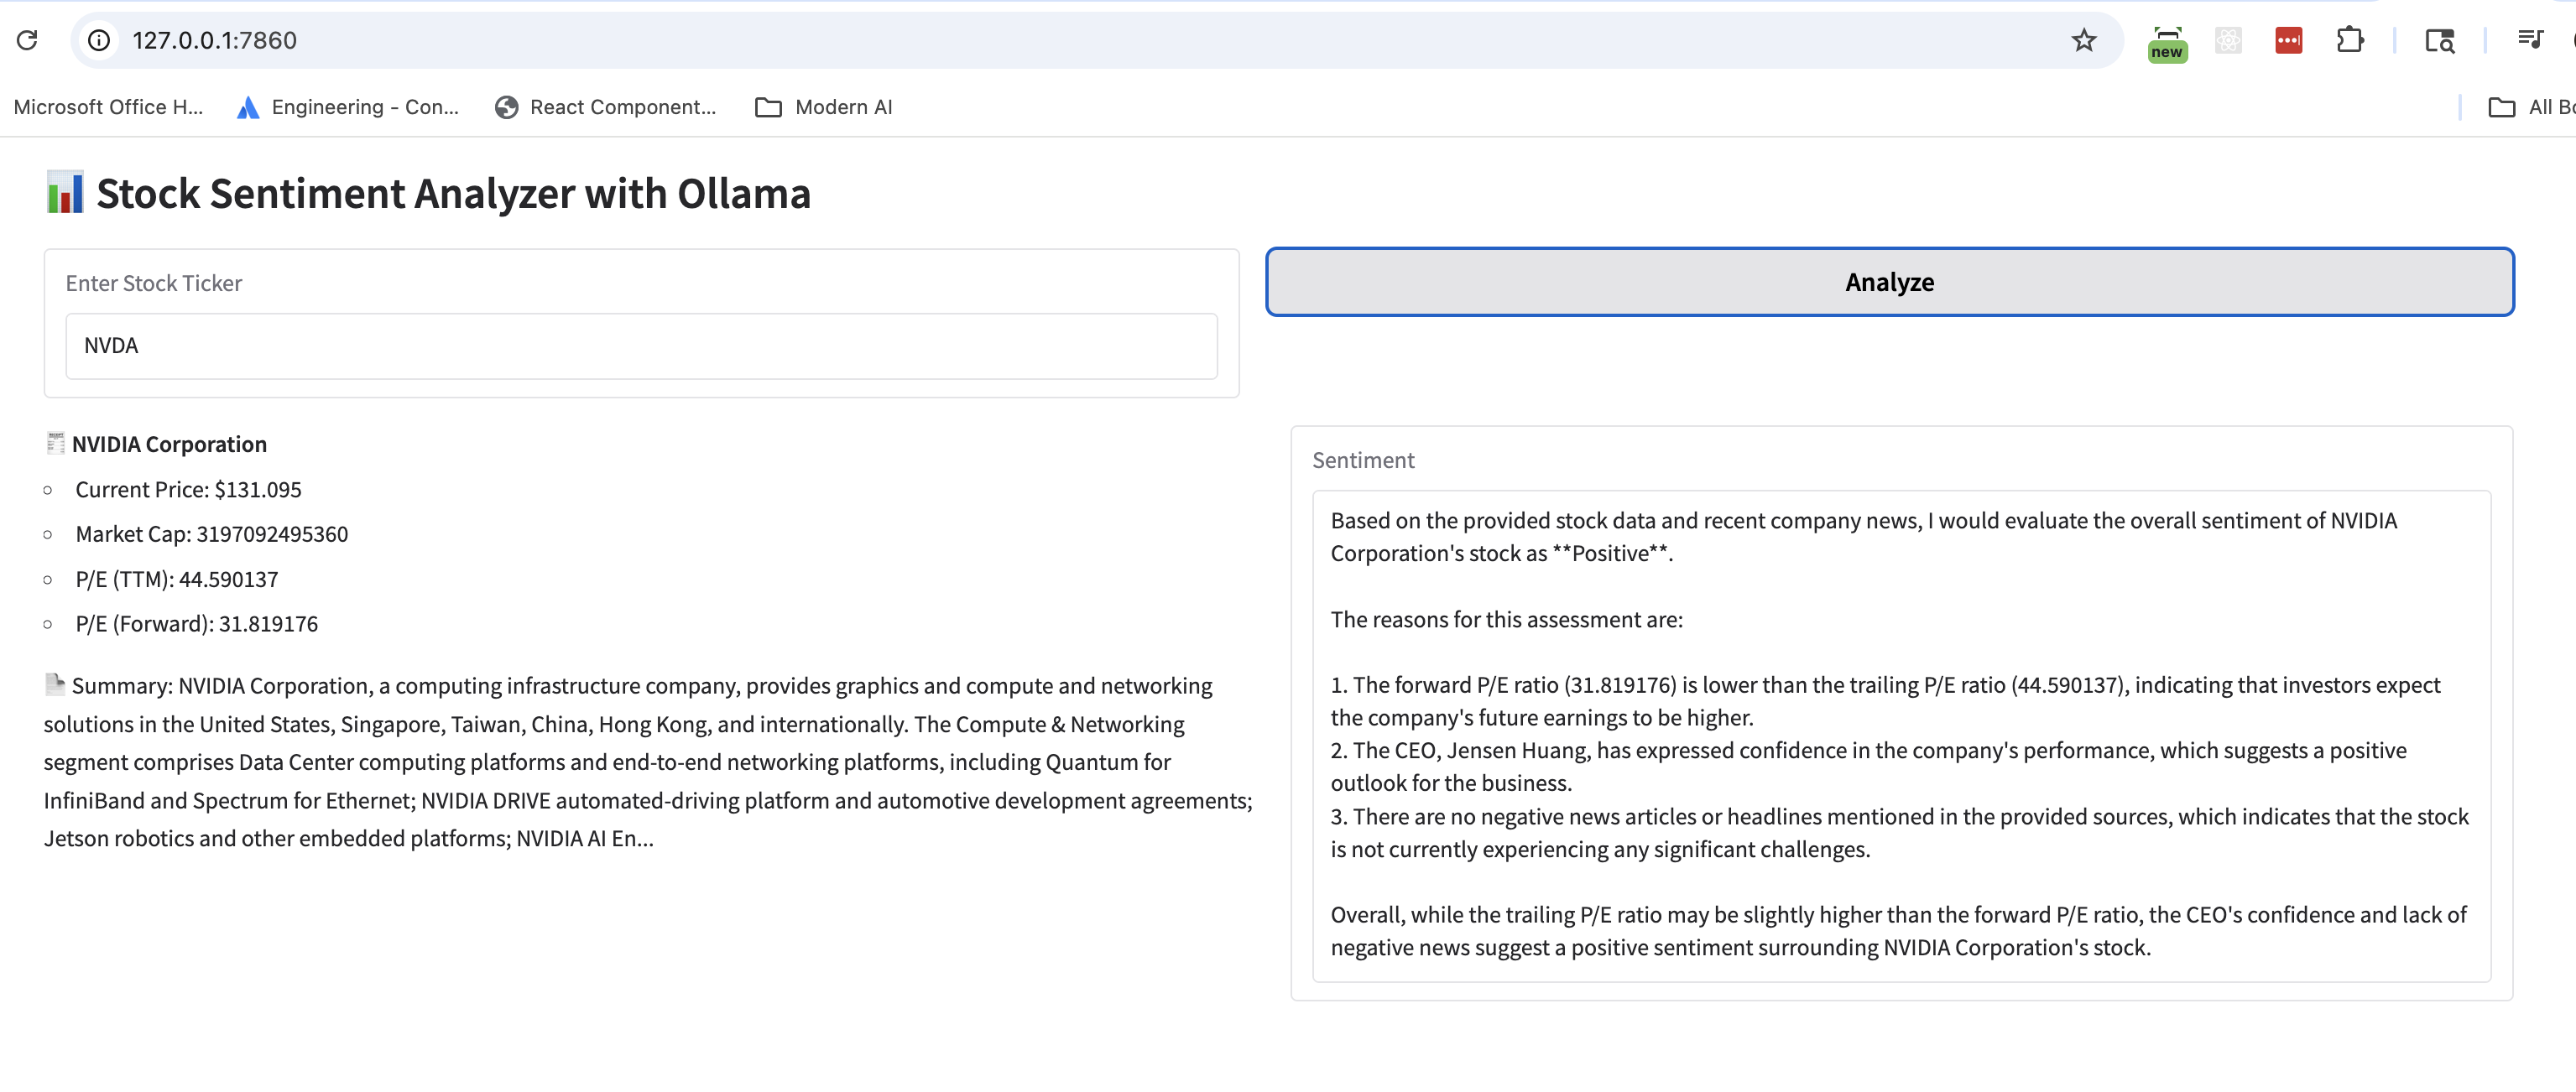 127.0.0.1:7860
new
Microsoft Office H...
Engineering - Con...
React Component...
Modern AI
All Bo
Stock Sentiment Analyzer with Ollama
Enter Stock Ticker
NVDA
Analyze
NVIDIA Corporation
Current Price: $131.095
Market Cap: 3197092495360
P/E (TTM): 44.590137
P/E (Forward): 31.819176
Summary: NVIDIA Corporation, a computing infrastructure company, provides graphics and compute and networking
solutions in the United States, Singapore, Taiwan, China, Hong Kong, and internationally. The Compute & Networking
segment comprises Data Center computing platforms and end-to-end networking platforms, including Quantum for
InfiniBand and Spectrum for Ethernet; NVIDIA DRIVE automated-driving platform and automotive development agreements;
Jetson robotics and other embedded platforms; NVIDIA AI En...
Sentiment
Based on the provided stock data and recent company news, I would evaluate the overall sentiment of NVIDIA
Corporation's stock as **Positive**.
The reasons for this assessment are:
1. The forward P/E ratio (31.819176) is lower than the trailing P/E ratio (44.590137), indicating that investors expect
the company's future earnings to be higher.
2. The CEO, Jensen Huang, has expressed confidence in the company's performance, which suggests a positive
outlook for the business.
3. There are no negative news articles or headlines mentioned in the provided sources, which indicates that the stock
is not currently experiencing any significant challenges.
Overall, while the trailing P/E ratio may be slightly higher than the forward P/E ratio, the CEO's confidence and lack of
negative news suggest a positive sentiment surrounding NVIDIA Corporation's stock.